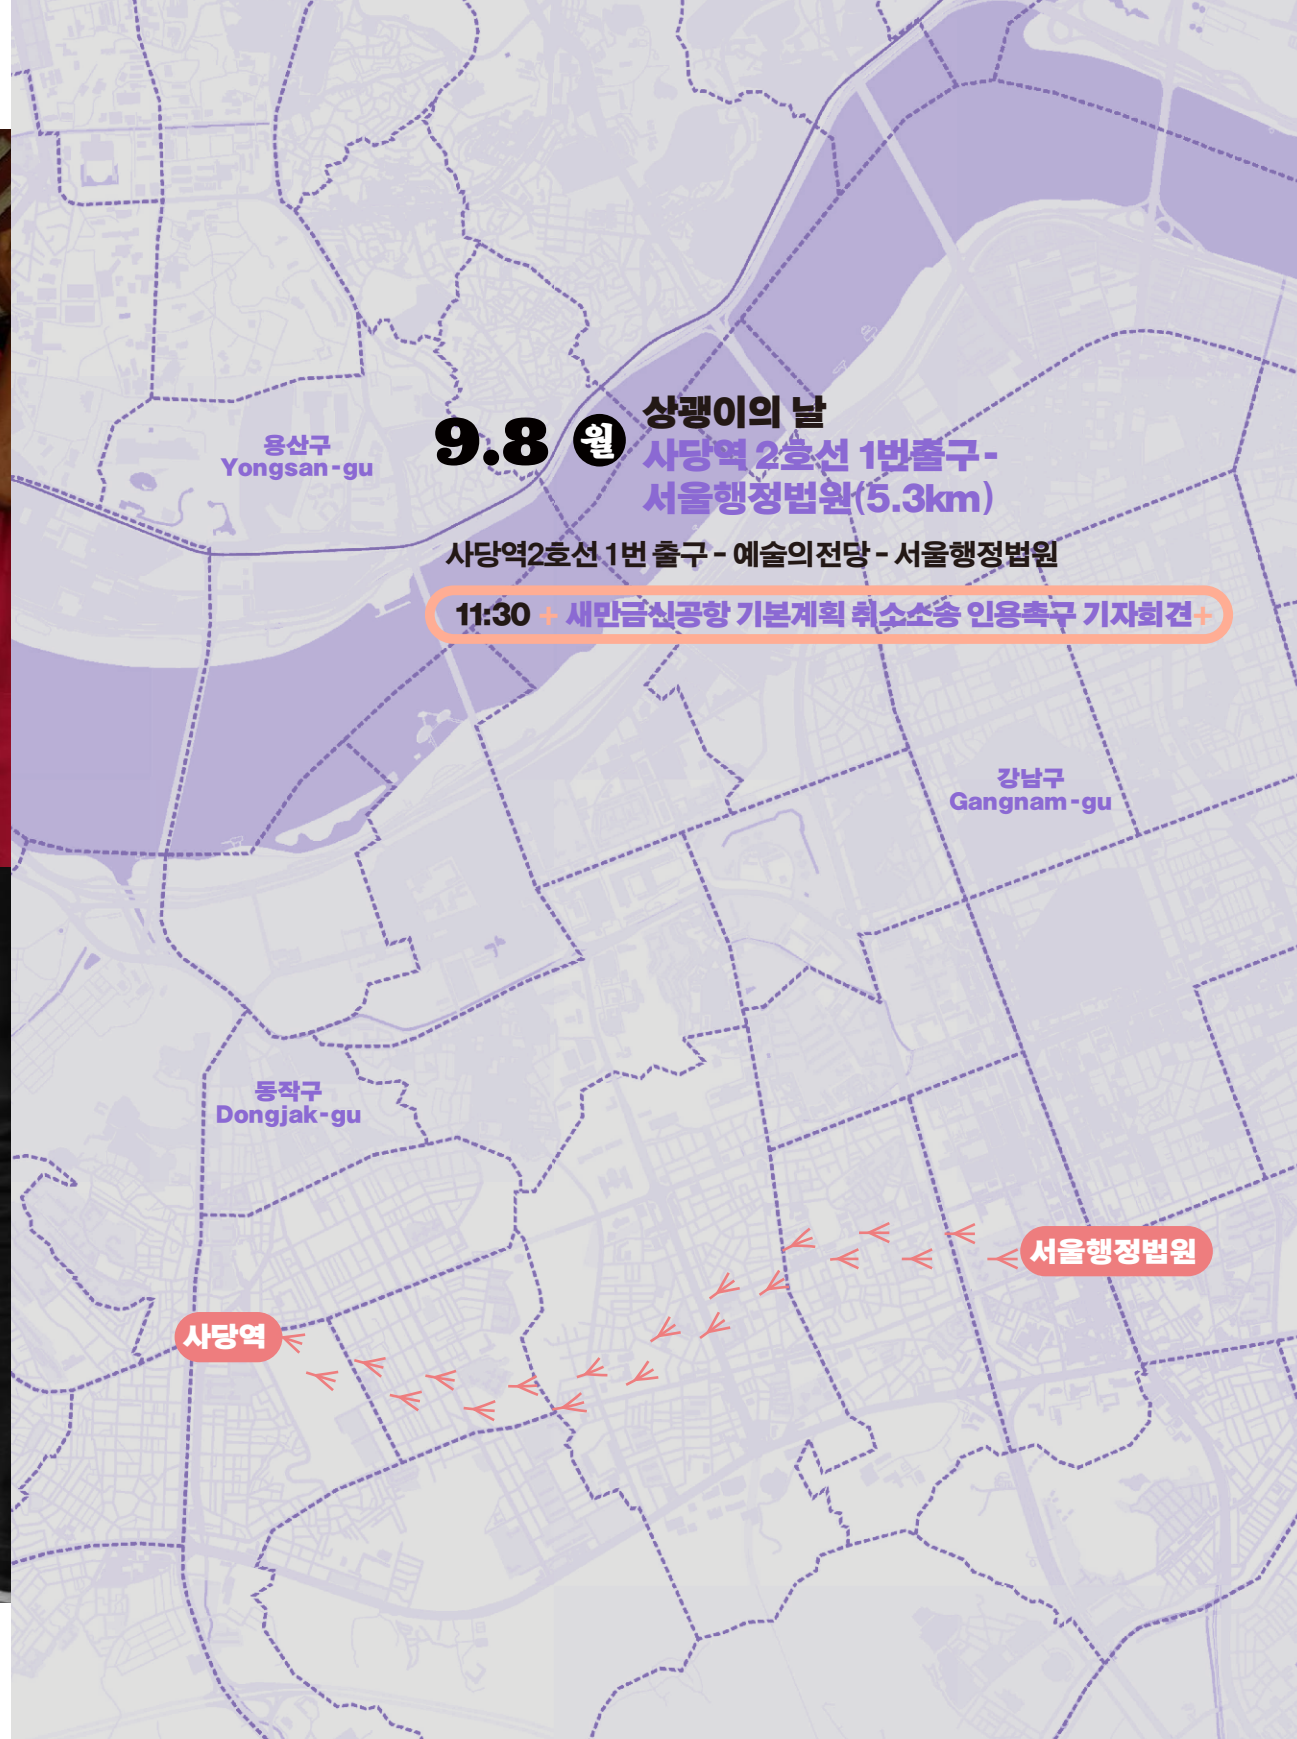 용산구
Yongsan-gu
9.8 월
상괭이의 날
사당역 2호선 1번출구-
서울행정법원(5.3km)
사당역2호선 1번 출구 - 예술의전당 - 서울행정법원
11:30 + 새만금신공항 기본계획 취소소송 인용촉구 기자회견+
강남구
Gangnam-gu
동작구
Dongjak-gu
서울행정법원
사당역